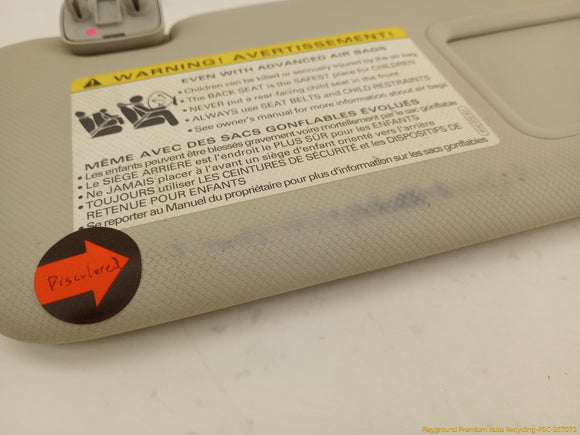 WARNING! AVERTISSEMENT!
EVEN WITH ADVANCED AIR BAGS
• Children can be killed or seriously injured by the air bag
• The BACK SEAT is the SAFEST place for CHILDREN
• NEVER put a rear facing child seat in the front.
• ALWAYS use SEAT BELTS and CHILD RESTRAINTS
• See owner's manual for more information about air bags
MÊME AVEC DES SACS GONFLABLES ÉVOLUÉS
• Les enfants peuvent être blessés gravement voire mortellement par le sac gonflable
• Le SIÈGE ARRIÈRE est l'endroit le PLUS SÛR pour les ENFANTS
• Ne JAMAIS placer à l'avant un siège d'enfant orienté vers l'arrière
• TOUJOURS utiliser LES CEINTURES DE SÉCURITÉ et les DISPOSITIFS DE
RETENUE POUR ENFANTS
• Se reporter au Manuel du propriétaire pour plus d'information sur les sacs gonflables
Disculored
Playground Premium Auto Recycling-PSC-257073